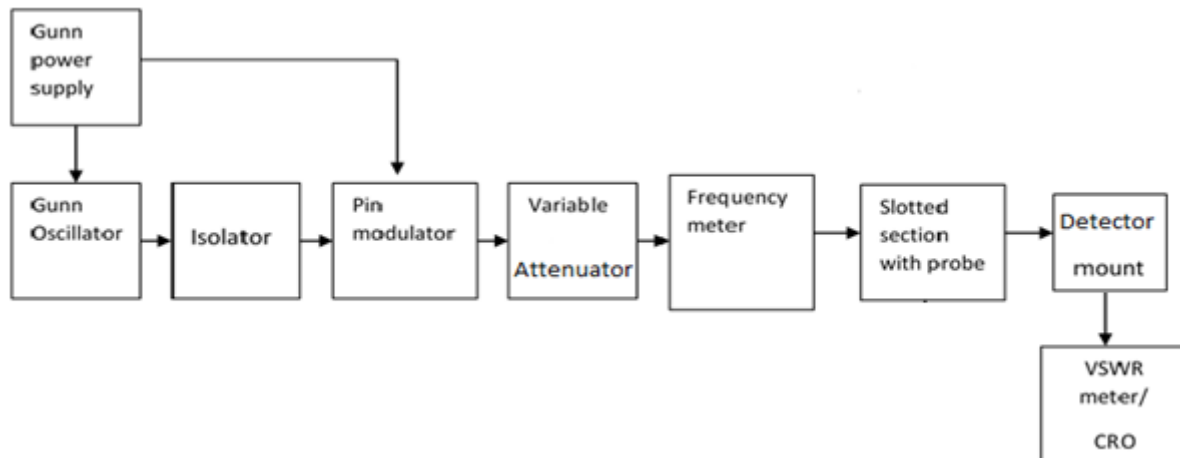 Gunn
power
supply
Gunn
Oscillator
Isolator
Pin
modulator
Variable
Attenuator
Frequency
meter
Slotted
section
with probe
Detector
mount
VSWR
meter/
CRO